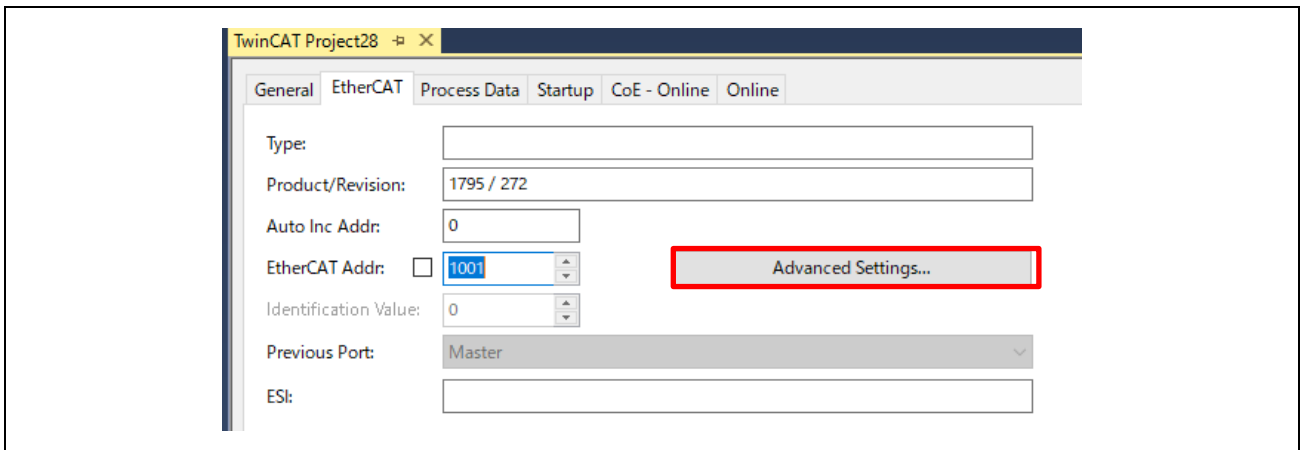 TwinCAT Project28
General EtherCAT Process Data Startup CoE - Online Online
Type:
Product/Revision: 1795 / 272
Auto Inc Addr: 0
EtherCAT Addr: 1001 Advanced Settings...
Identification Value: 0
Previous Port: Master
ESI: